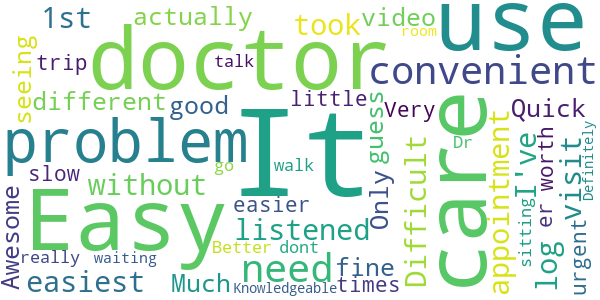 1st
actually
took
video
use
room
seeing
trip
doctor
talk
convenient
different
good
little
Very
Quick
problem
It
guess
care
Difficult
appointment
I've
er
worth
visit
Definitely
Dr
slow
without
go
walk
Only
Easy
easier
listened
sitting
log
urgent
Awesome
really
waiting
Better
dont
need
fine
easiest
Much
Knowledgeable
times